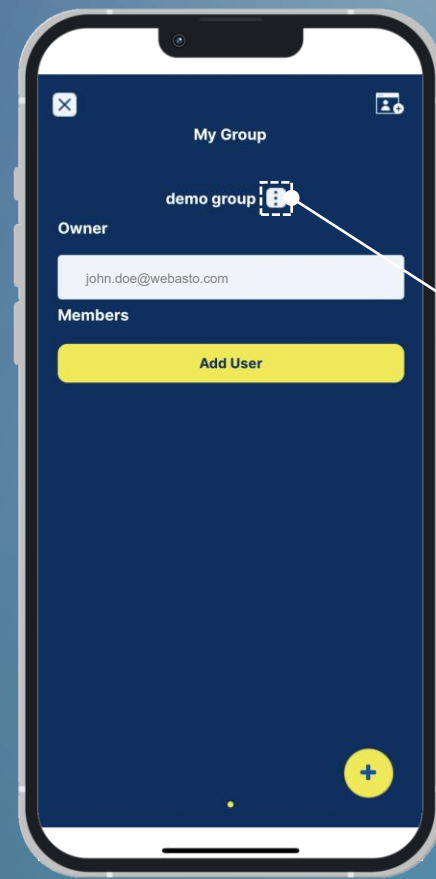 My Group
demo group
Owner
john.doe@webasto.com
Members
Add User